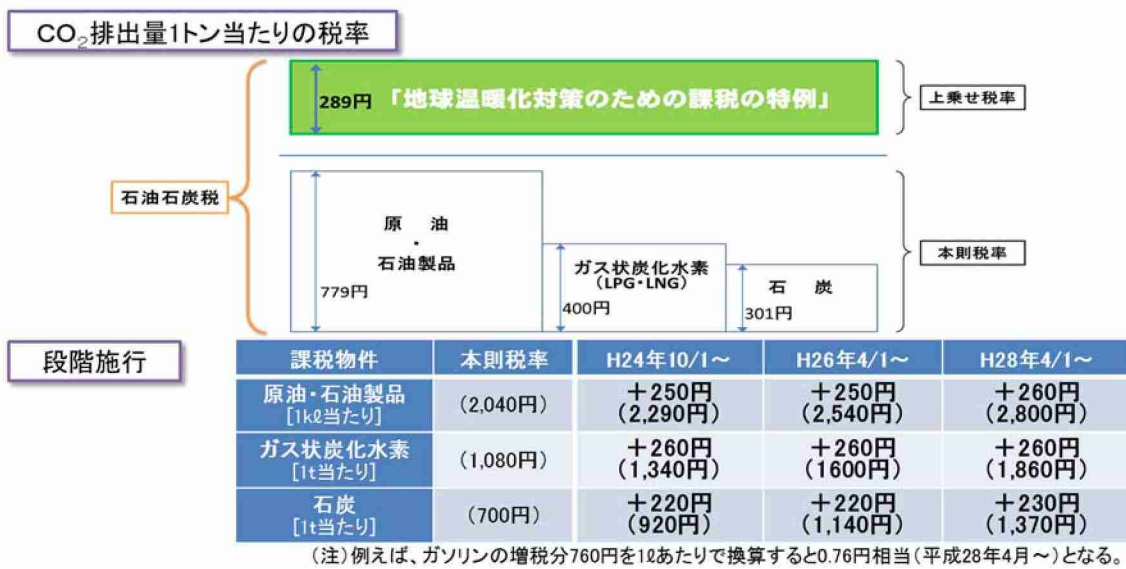 CO₂排出量1トン当たりの税率
289円 「地球温暖化対策のための課税の特例」
上乗せ税率
石油石炭税
原 油
・
石油製品
779円
ガス状炭化水素
(LPG・LNG)
400円
石 炭
301円
本則税率
段階施行
課税物件 本則税率 H24年10/1～ H26年4/1～ H28年4/1～
原油・石油製品 +250円 +250円 +260円
[1kℓ当たり] (2,040円) (2,290円) (2,540円) (2,800円)
ガス状炭化水素 +260円 +260円 +260円
[1t当たり] (1,080円) (1,340円) (1600円) (1,860円)
石炭 +220円 +220円 +230円
[1t当たり] (700円) (920円) (1,140円) (1,370円)
(注)例えば、ガソリンの増税分760円を1ℓあたりで換算すると0.76円相当(平成28年4月～)となる。